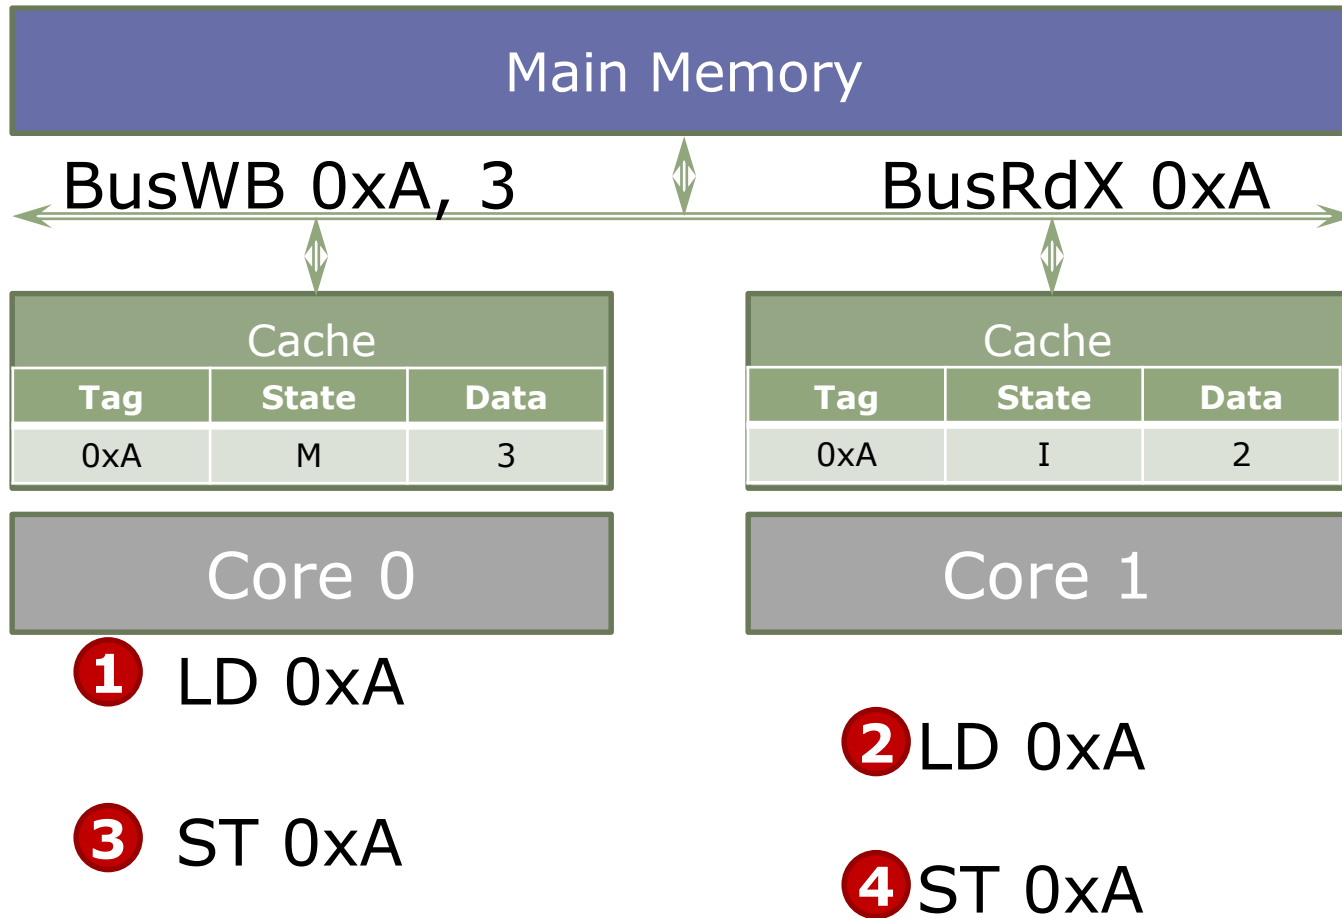 Main Memory
BusWB 0xA, 3
BusRdX 0xA
Cache
Tag State Data
0xA M 3
Cache
Tag State Data
0xA I 2
Core 0
Core 1
1 LD 0xA
2 LD 0xA
3 ST 0xA
4 ST 0xA